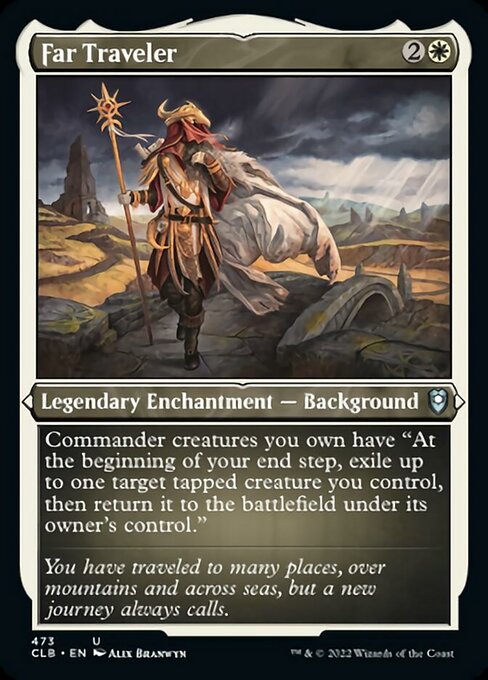 Far Traveler 2
Legendary Enchantment — Background
Commander creatures you own have “At
the beginning of your end step, exile up
to one target tapped creature you control,
then return it to the battlefield under its
owner’s control.”
You have traveled to many places, over
mountains and across seas, but a new
journey always calls.
473 U
CLB • EN Alix Branwyn ™ & © 2022 Wizards of the Coast